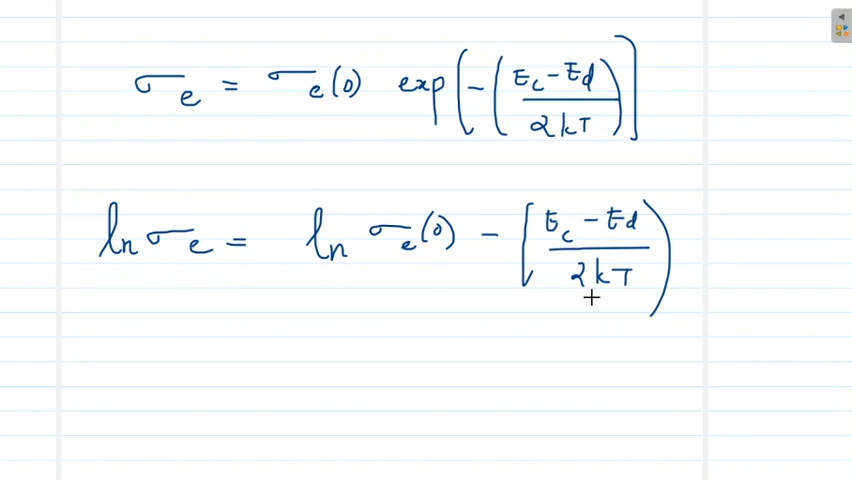 σe = σe(0) exp[-((Ec-Ed)/2kT)]
ln σe = ln σe(0) - [(Ec-Ed)/2kT)